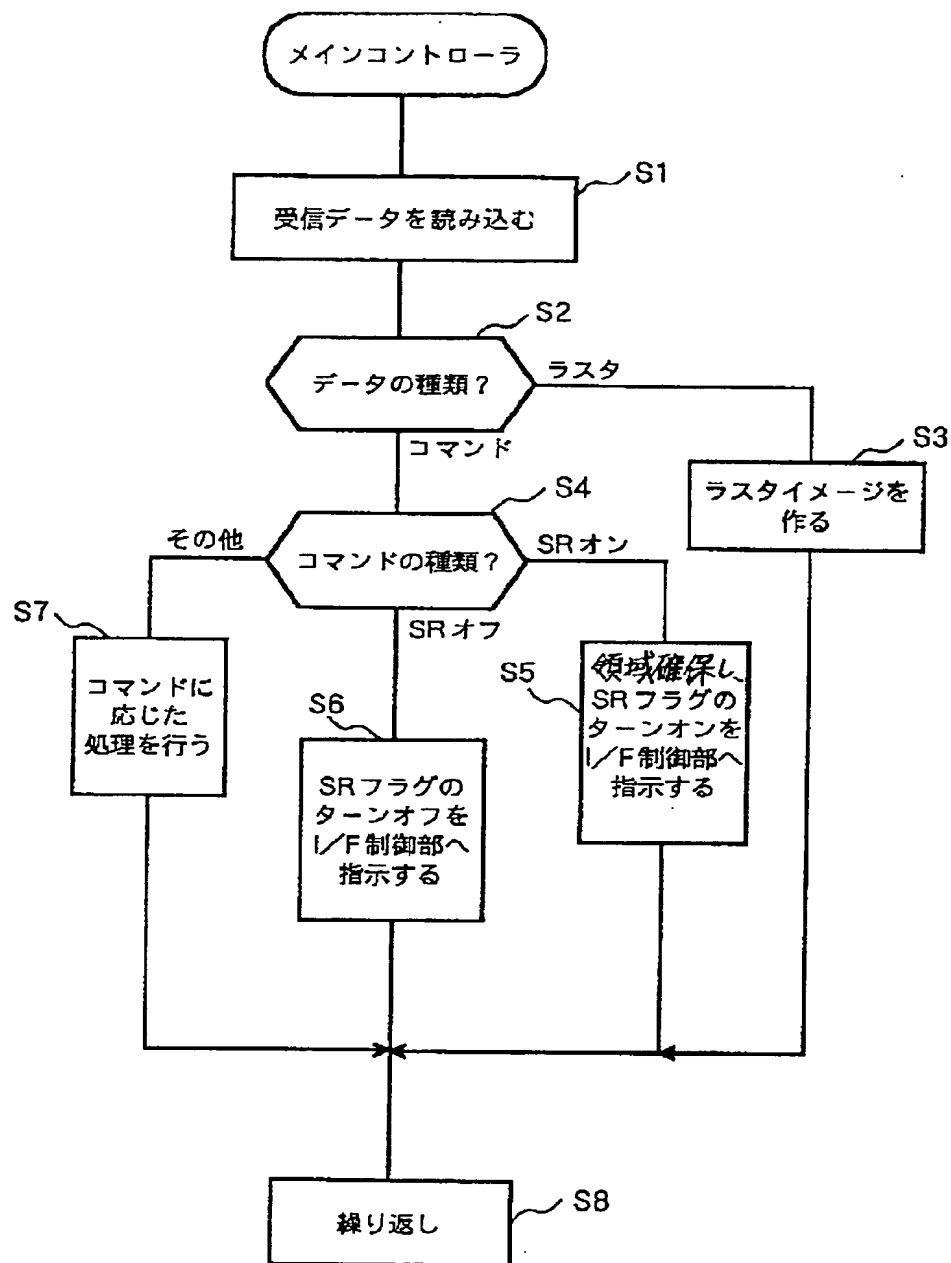 メインコントローラ
S1
受信データを読み込む
S2
データの種類?
ラスタ
コマンド
S3
ラスタイメージを
作る
S4
コマンドの種類?
その他
SRオン
SRオフ
S7
コマンドに
応じた
処理を行う
S6
SRフラグの
ターンオフを
I/F制御部へ
指示する
S5
領域確保し、
SRフラグの
ターンオンを
I/F制御部へ
指示する
繰り返し
S8